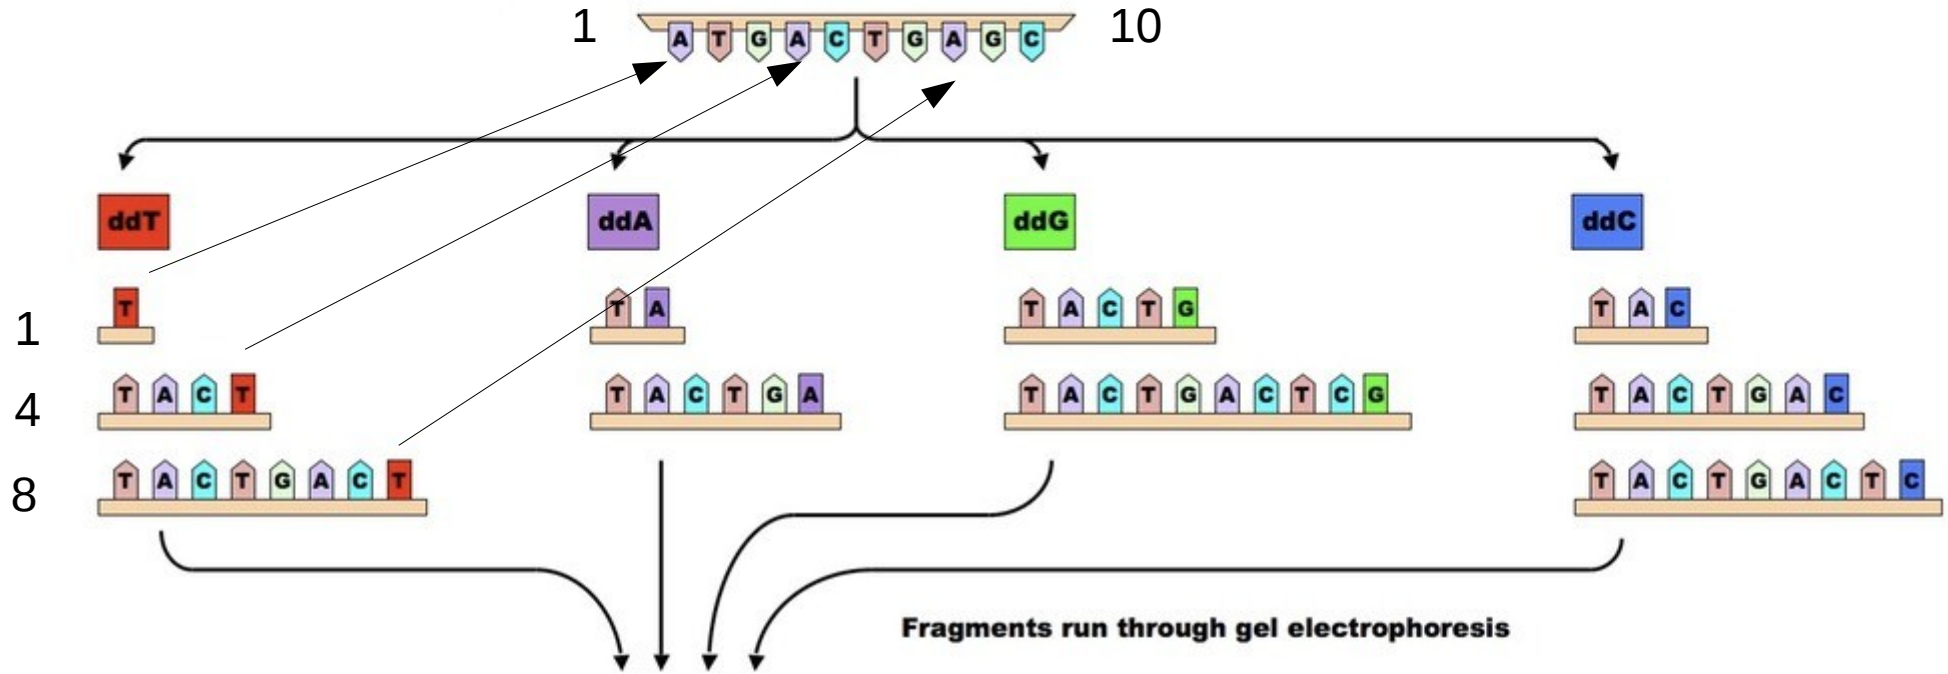 1 A T G A C T G A G C 10
ddT ddA ddG ddC
1 T T A T A C T G T A C
4 T A C T T A C T G A T A C T G A C T C G T A C T G A C
8 T A C T G A C T T A C T G A C T C
Fragments run through gel electrophoresis